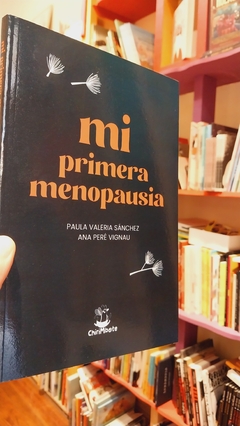 mi
primera
menopausia
PAULA VALERIA SÁNCHEZ
ANA PERÉ VIGNAU
Chirimbote